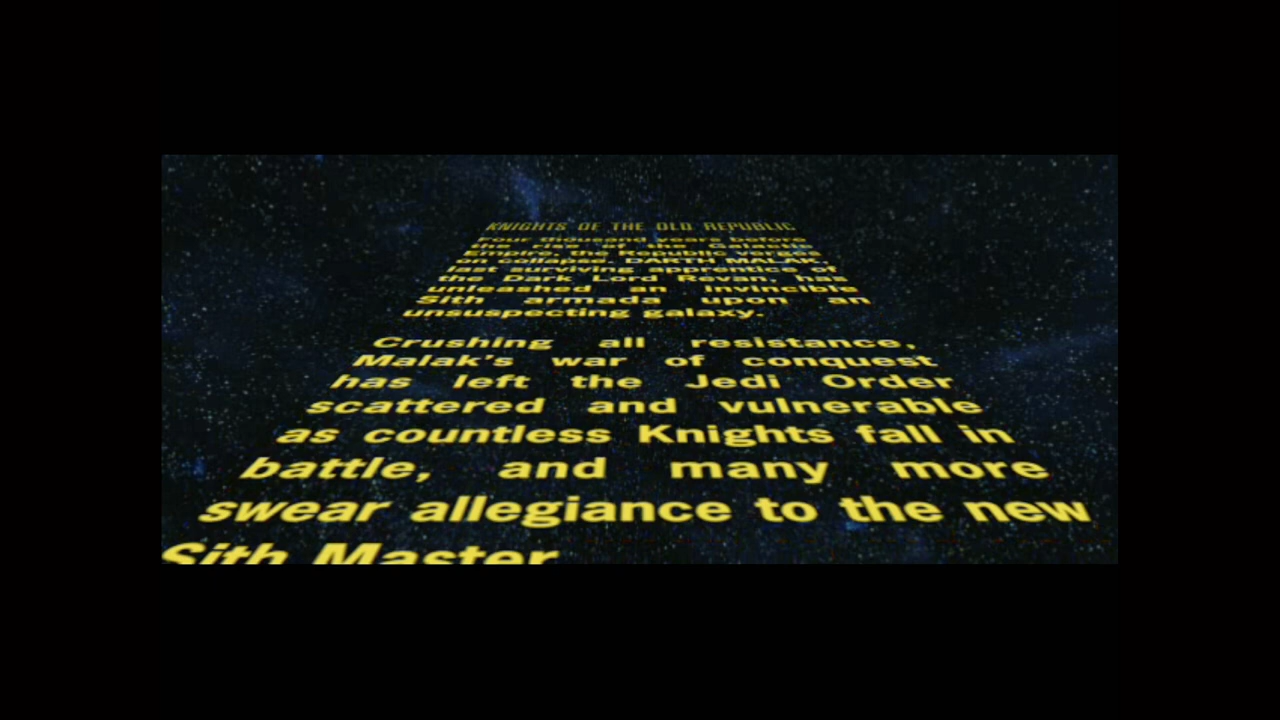 KNIGHTS OF THE OLD REPUBLIC
Four thousand years before
the rise of the Galactic
Empire, the Republic verges
on collapse. DARTH MALAK,
last surviving apprentice of
the Dark Lord Revan, has
unleashed an invincible
Sith armada upon an
unsuspecting galaxy.
Crushing all resistance,
Malak's war of conquest
has left the Jedi Order
scattered and vulnerable
as countless Knights fall in
battle, and many more
swear allegiance to the new
Sith Master